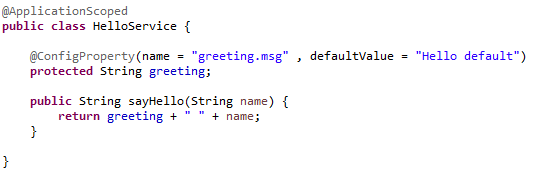 @ApplicationScoped
public class HelloService {
@ConfigProperty(name = "greeting.msg" , defaultValue = "Hello default")
protected String greeting;
public String sayHello(String name) {
return greeting + " " + name;
}
}